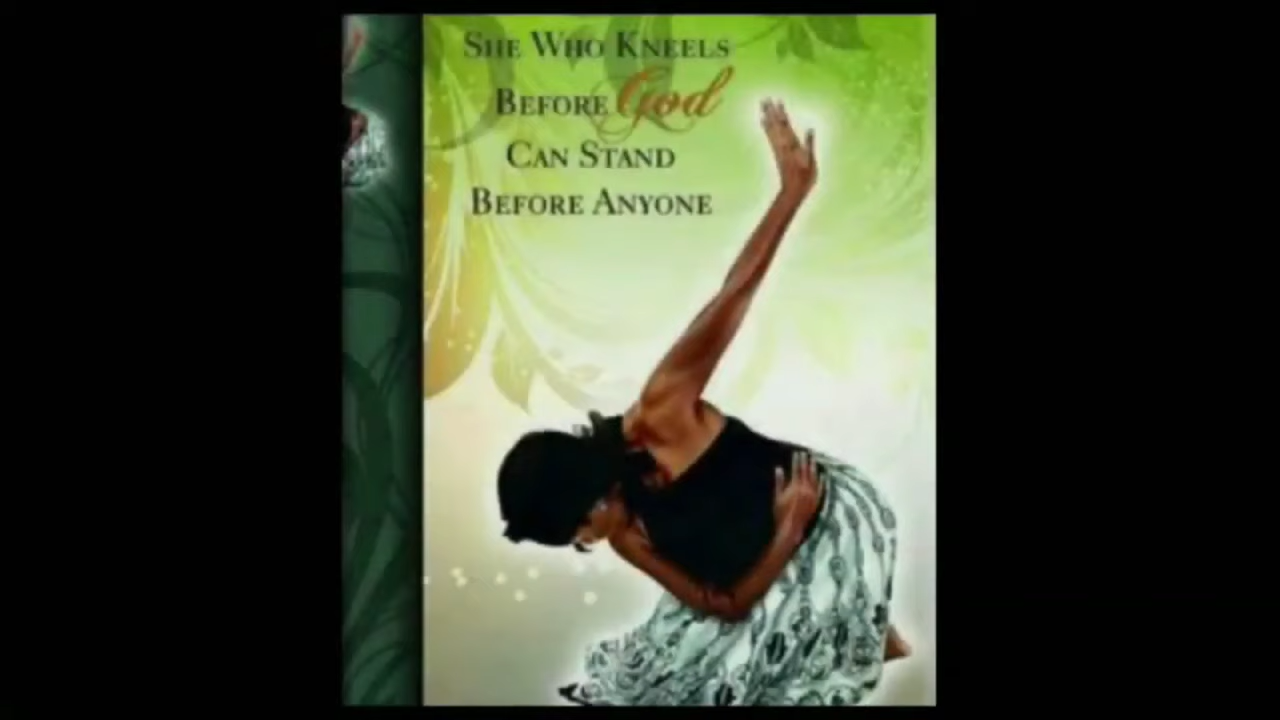 SHE WHO KNEELS
BEFORE God
CAN STAND
BEFORE ANYONE